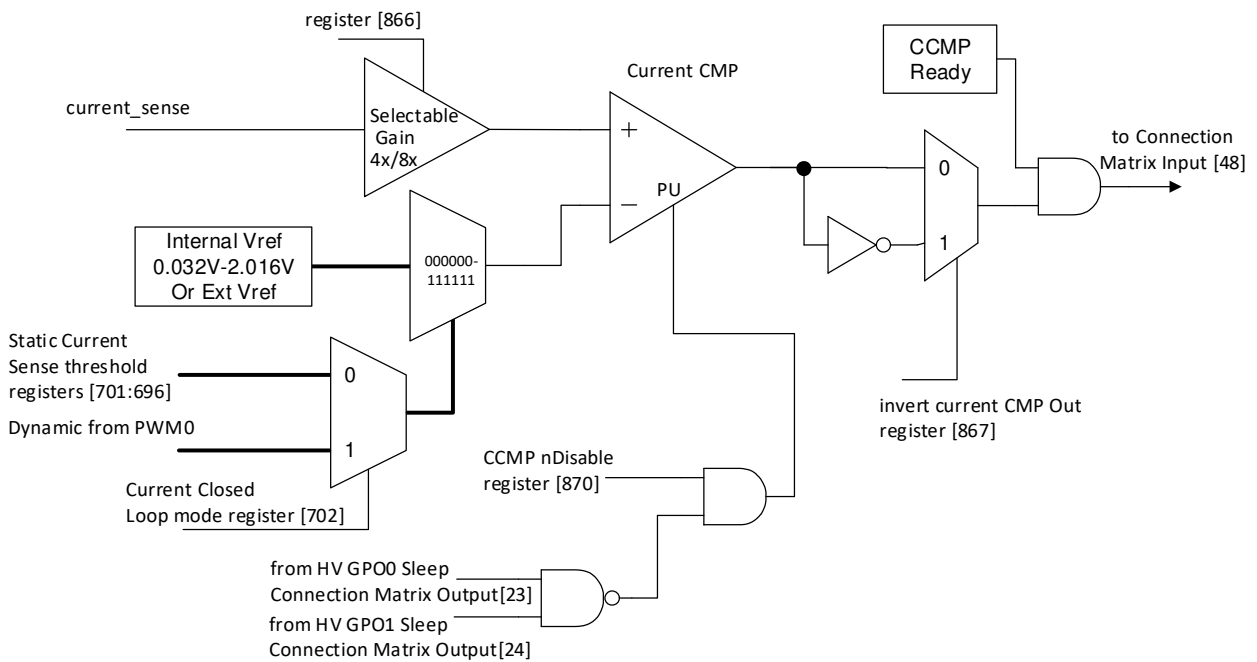 register [866]
CCMP
Ready
Current CMP
current_sense
Selectable
Gain
4x/8x
+
to Connection
Matrix Input [48]
0
PU
−
Internal Vref
0.032V-2.016V
Or Ext Vref
000000-
111111
1
Static Current
Sense threshold
registers [701:696]
0
Dynamic from PWM0
1
invert current CMP Out
register [867]
CCMP nDisable
register [870]
Current Closed
Loop mode register [702]
from HV GPO0 Sleep
Connection Matrix Output[23]
from HV GPO1 Sleep
Connection Matrix Output[24]